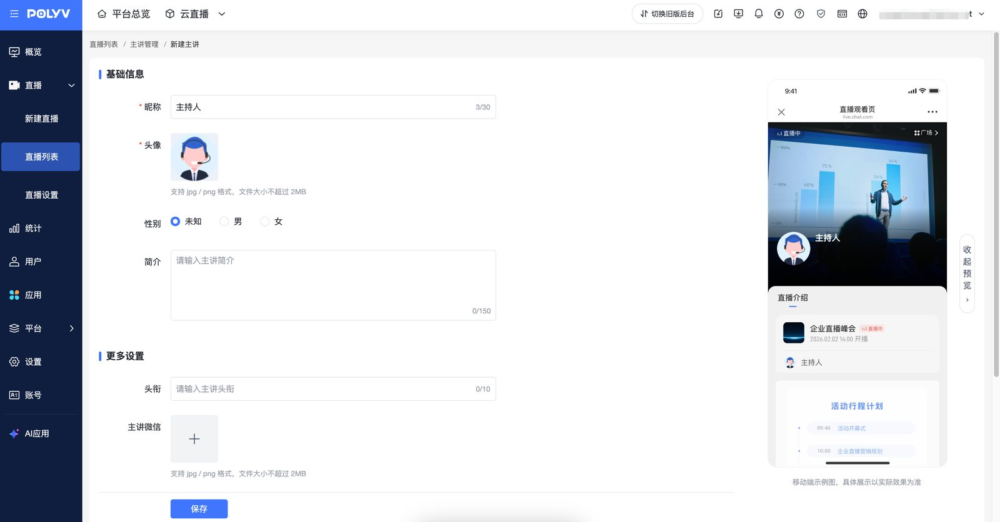 POLYV
平台总览
云直播
切换旧版后台
t
概览
直播
新建直播
直播列表
直播设置
统计
用户
应用
平台
设置
账号
AI应用
直播列表 / 主讲管理 / 新建主讲
基础信息
* 昵称
主持人
3/30
* 头像
支持 jpg / png 格式，文件大小不超过 2MB
性别
未知
男
女
简介
请输入主讲简介
0/150
更多设置
头衔
请输入主讲头衔
0/10
主讲微信
支持 jpg / png 格式，文件大小不超过 2MB
保存
9:41
直播观看页
live.chat.com
直播中
广场
100%
75%
84%
64%
50%
48%
0%
主持人
直播介绍
企业直播峰会
直播中
2026.02.02 14:00 开播
主持人
活动行程计划
09:40 活动开幕式
10:00 企业直播营销规划
移动端示例图，具体展示以实际效果为准
收起预览